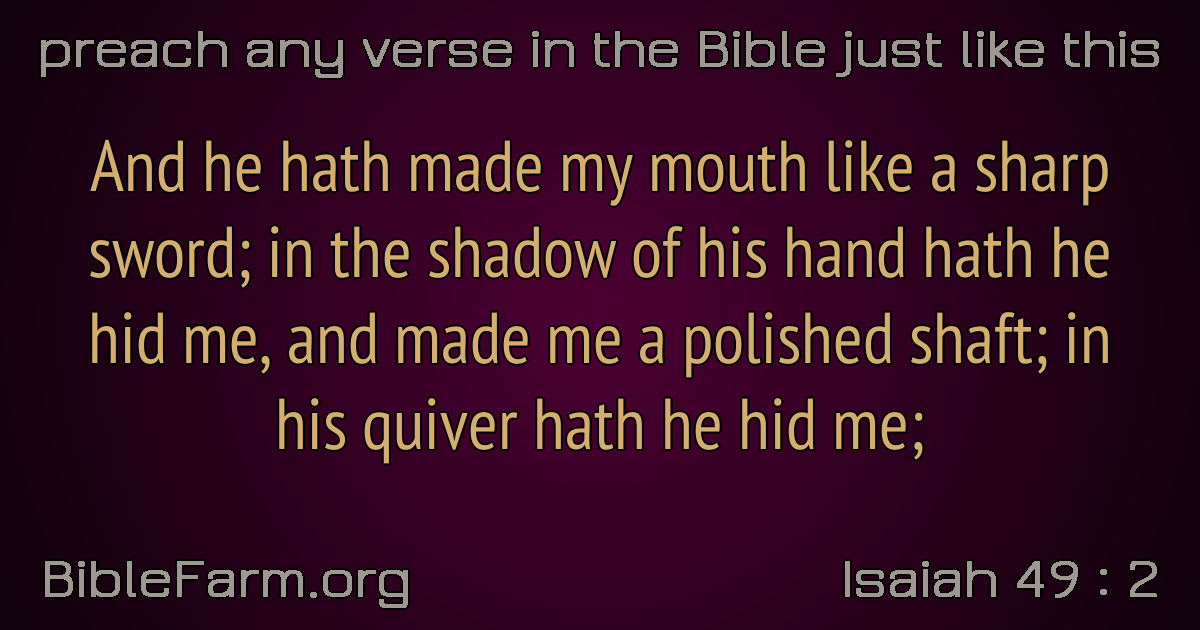 preach any verse in the Bible just like this
And he hath made my mouth like a sharp
sword; in the shadow of his hand hath he
hid me, and made me a polished shaft; in
his quiver hath he hid me;
BibleFarm.org
Isaiah 49 : 2